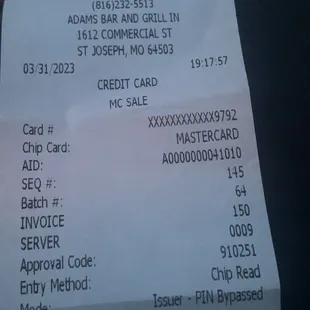 (816)232-5513
ADAMS BAR AND GRILL IN
1612 COMMERCIAL ST
ST JOSEPH, MO 64503
03/31/2023 19:17:57
CREDIT CARD
MC SALE
Card # XXXXXXXXXXXX9792
Chip Card: MASTERCARD
AID: A0000000041010
SEQ #: 145
Batch #: 64
INVOICE 150
SERVER 0009
Approval Code: 910251
Entry Method: Chip Read
Mode: Issuer - PIN Bypassed